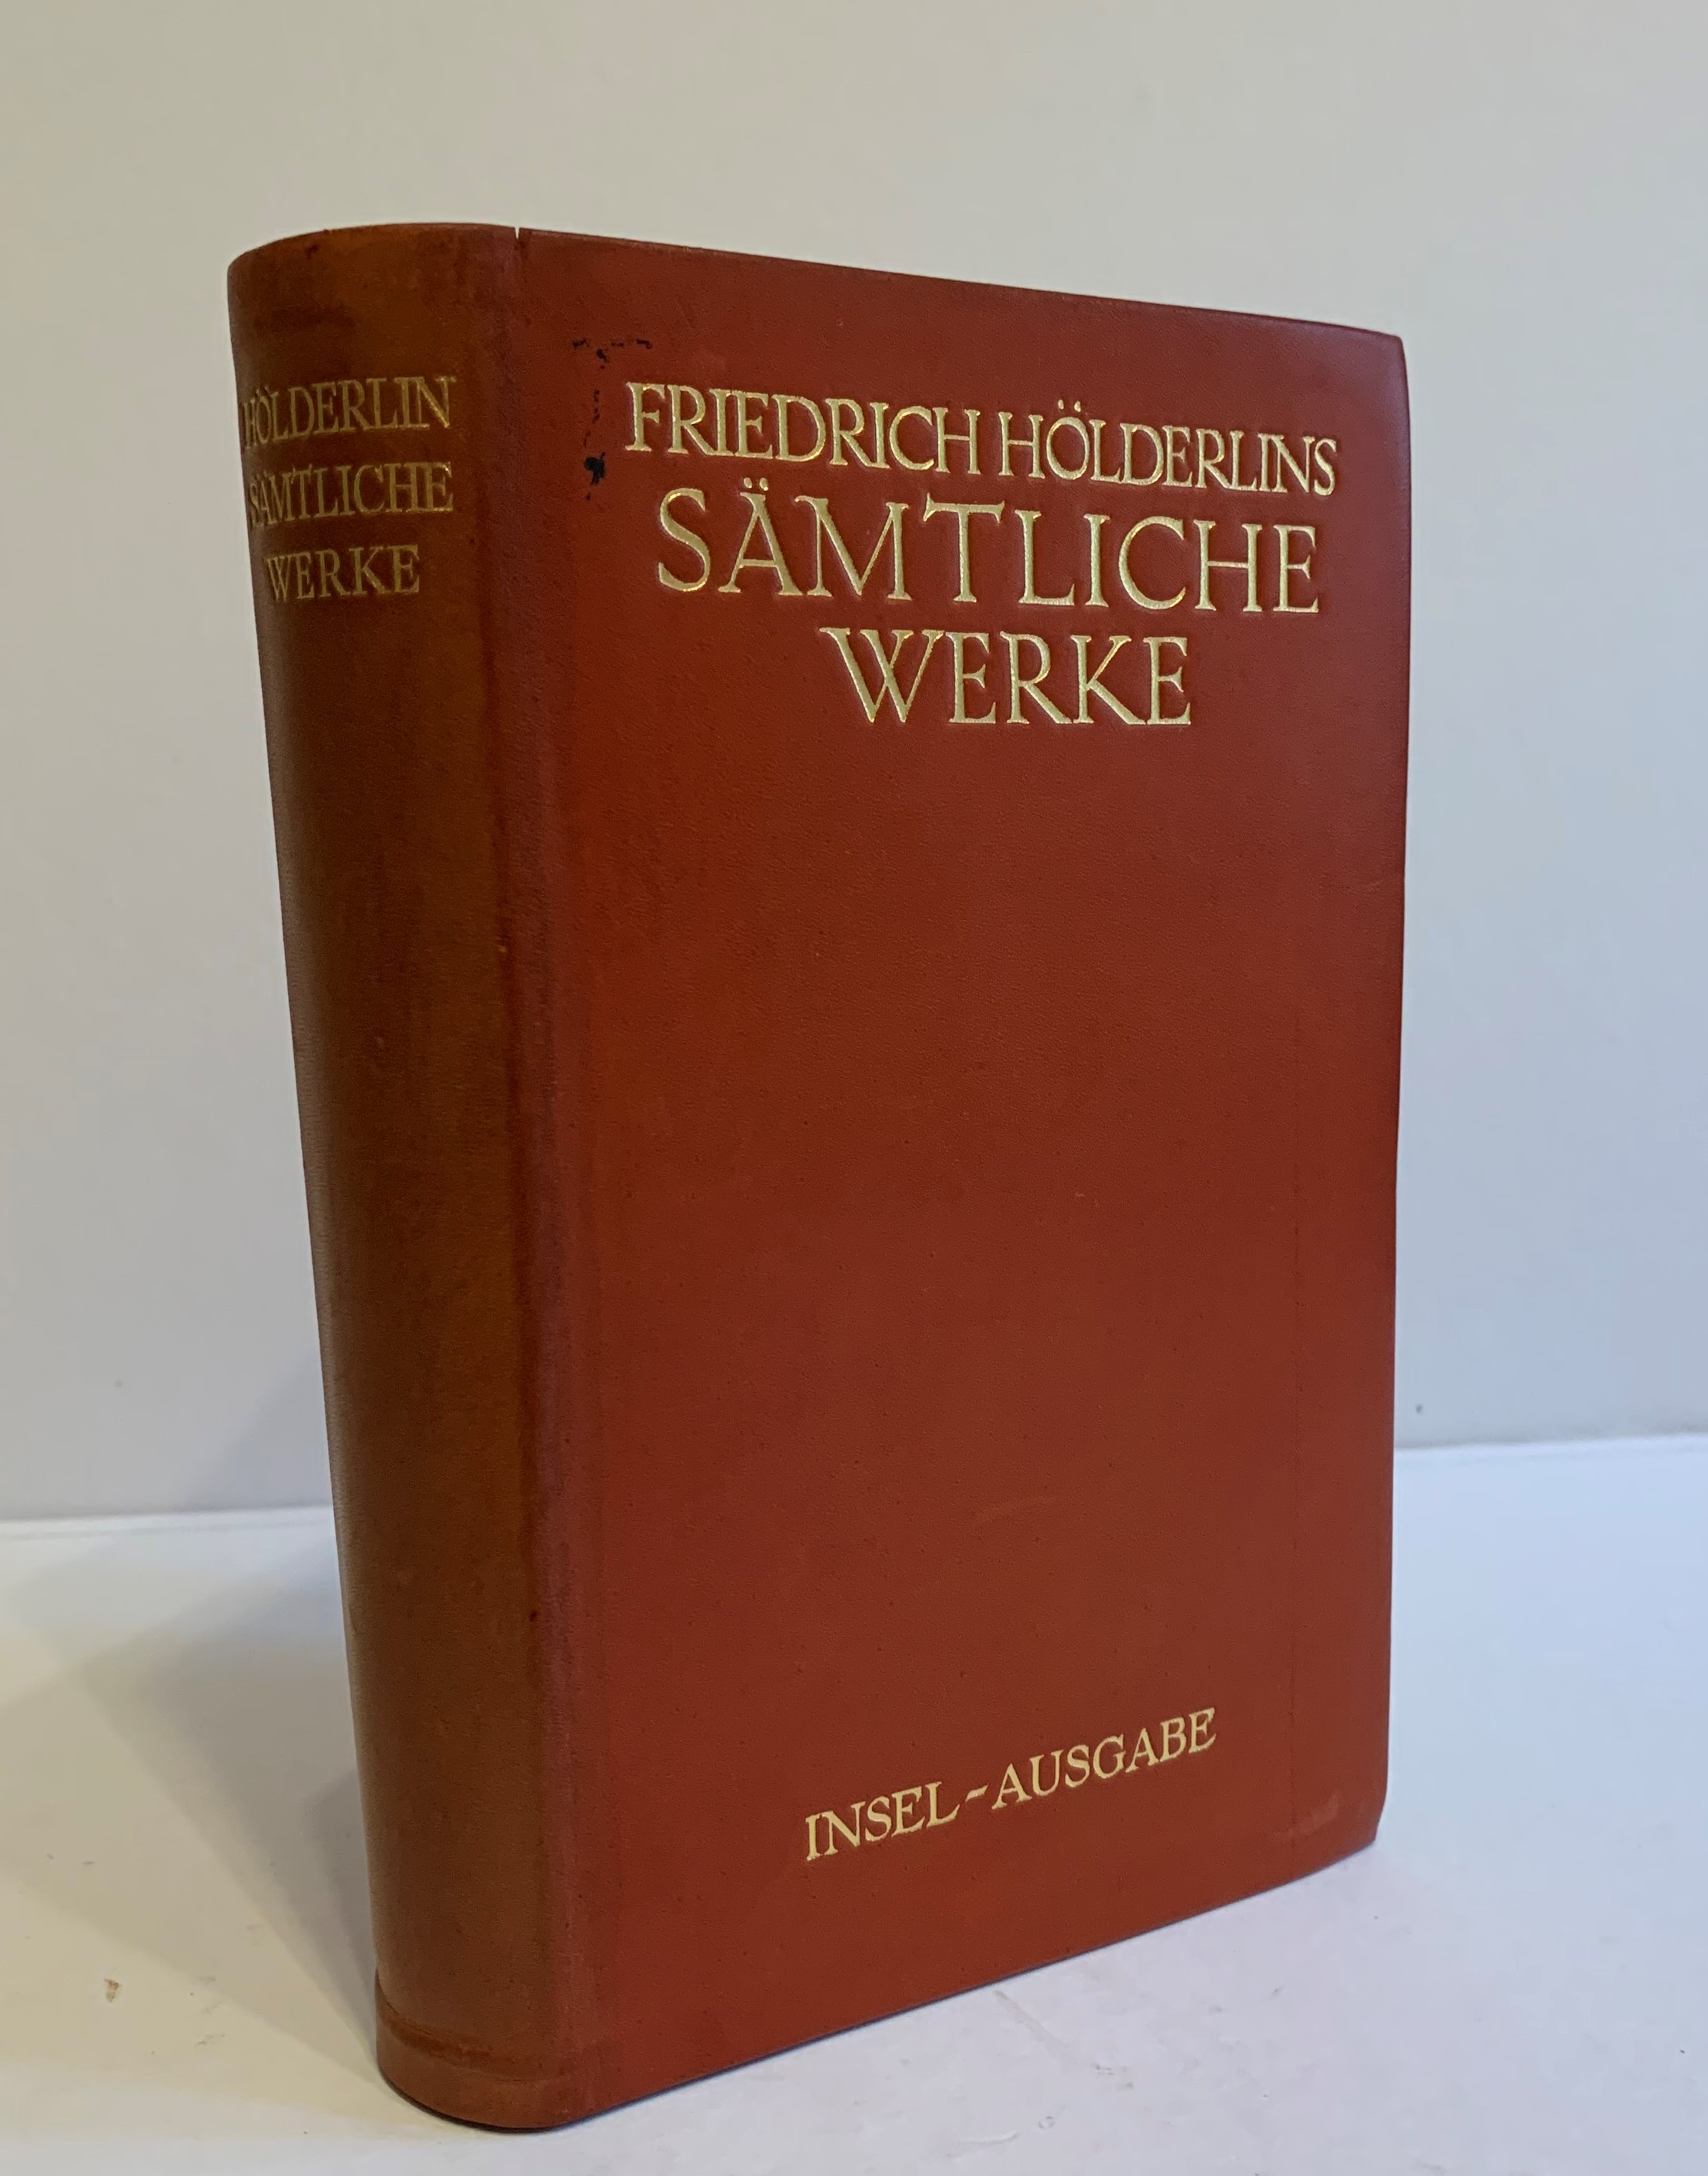 HÖLDERLIN
SÄMTLICHE
WERKE
FRIEDRICH HÖLDERLINS
SÄMTLICHE
WERKE
INSEL-AUSGABE